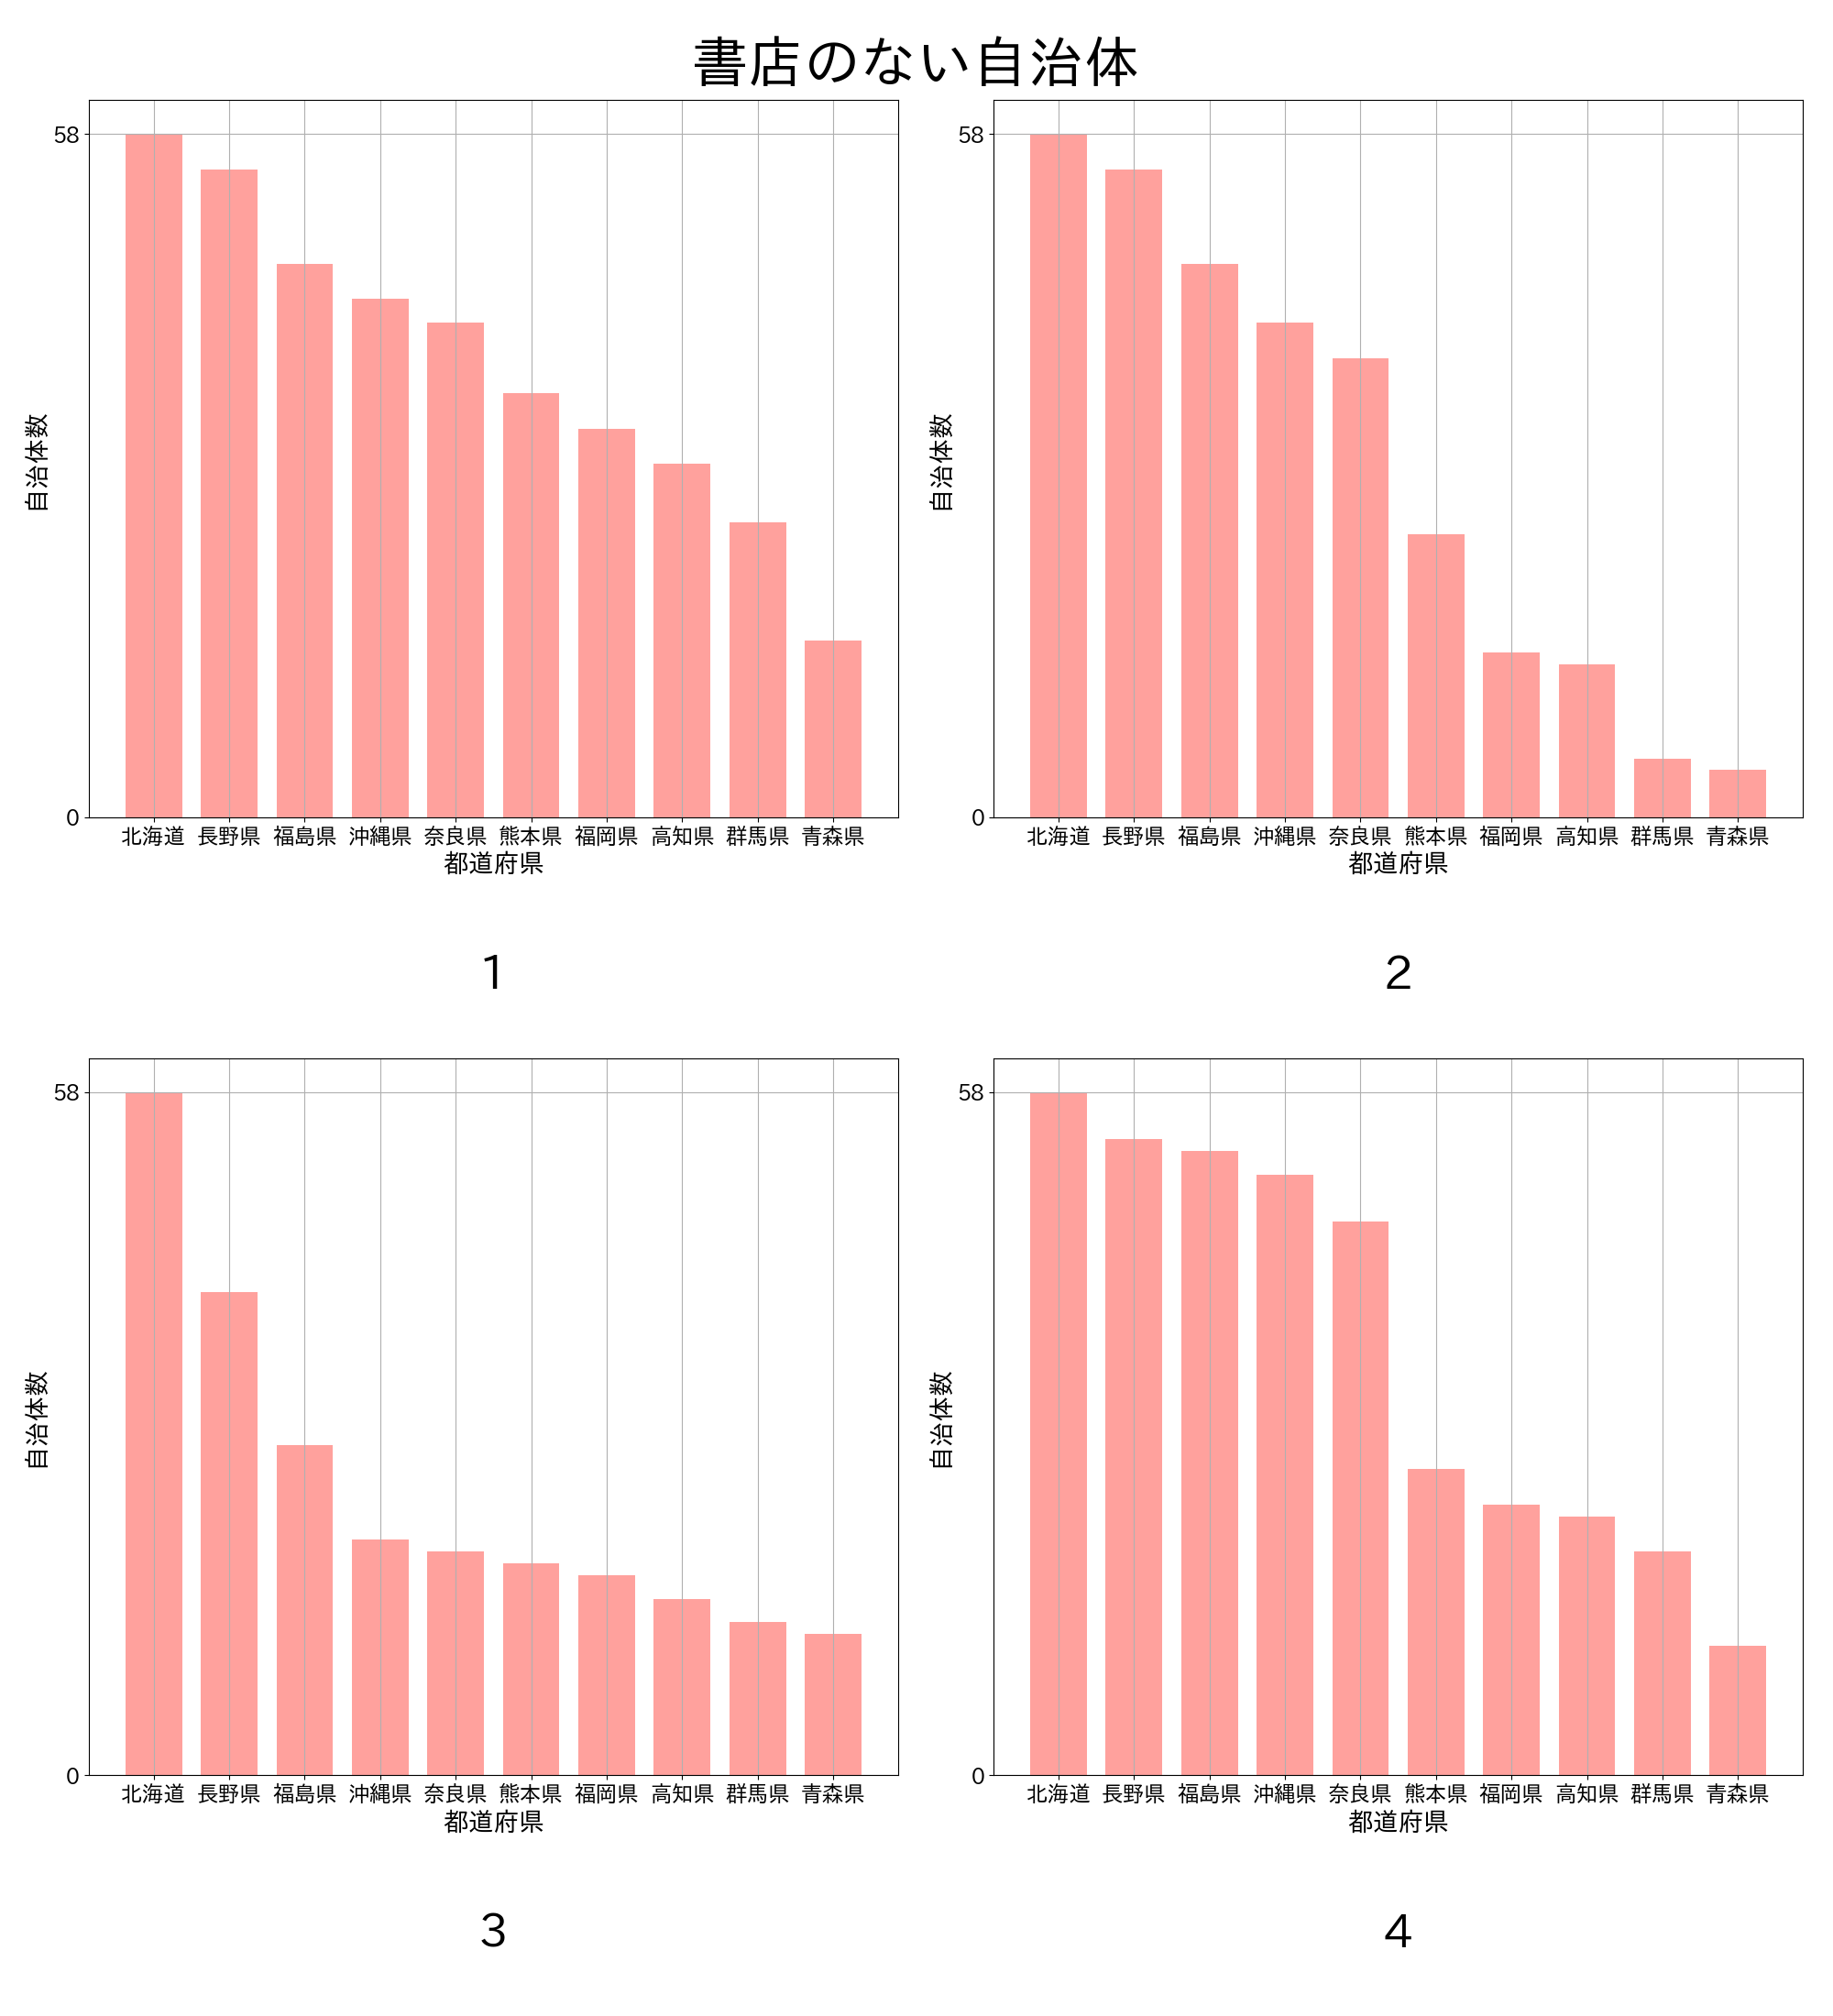 書店のない自治体
58
0
自治体数
北海道 長野県 福島県 沖縄県 奈良県 熊本県 福岡県 高知県 群馬県 青森県
都道府県
1
58
0
自治体数
北海道 長野県 福島県 沖縄県 奈良県 熊本県 福岡県 高知県 群馬県 青森県
都道府県
2
58
0
自治体数
北海道 長野県 福島県 沖縄県 奈良県 熊本県 福岡県 高知県 群馬県 青森県
都道府県
3
58
0
自治体数
北海道 長野県 福島県 沖縄県 奈良県 熊本県 福岡県 高知県 群馬県 青森県
都道府県
4